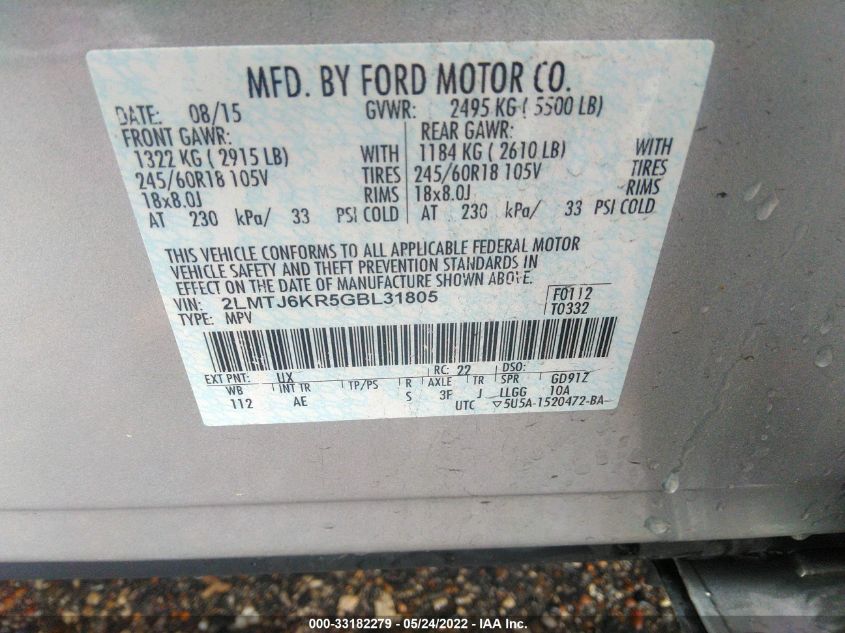 MFD. BY FORD MOTOR CO.
DATE: 08/15 GVWR: 2495 KG ( 5500 LB)
FRONT GAWR: REAR GAWR:
1322 KG ( 2915 LB) WITH 1184 KG ( 2610 LB) WITH
245/60R18 105V TIRES 245/60R18 105V TIRES
18x8.0J RIMS 18x8.0J RIMS
AT 230 kPa/ 33 PSI COLD AT 230 kPa/ 33 PSI COLD
THIS VEHICLE CONFORMS TO ALL APPLICABLE FEDERAL MOTOR
VEHICLE SAFETY AND THEFT PREVENTION STANDARDS IN
EFFECT ON THE DATE OF MANUFACTURE SHOWN ABOVE.
VIN: 2LMTJ6KR5GBL31805 F0112
TYPE: MPV T0332
EXT PNT: UX RC: 22 DSO:
WB INT TR TP/PS R AXLE TR SPR GD91Z
112 AE S 3F J LLGG 10A
UTC ▽5U5A-1520472-BA-
000-33182279 - 05/24/2022 - IAA Inc.